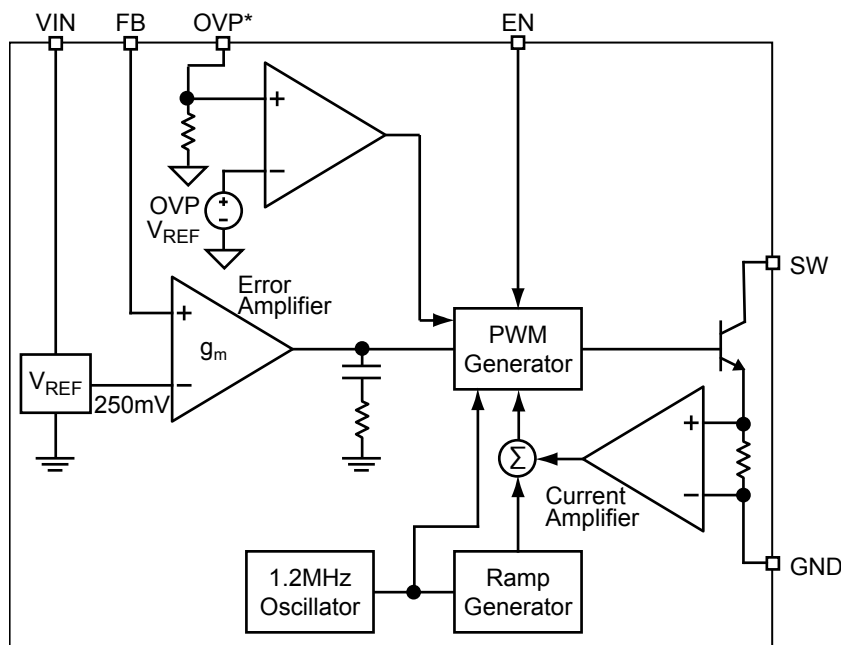 VIN
FB
OVP*
EN
+
−
OVP
V_REF
+
−
Error
Amplifier
+
g_m
−
V_REF
250mV
PWM
Generator
SW
Σ
+
−
Current
Amplifier
1.2MHz
Oscillator
Ramp
Generator
GND